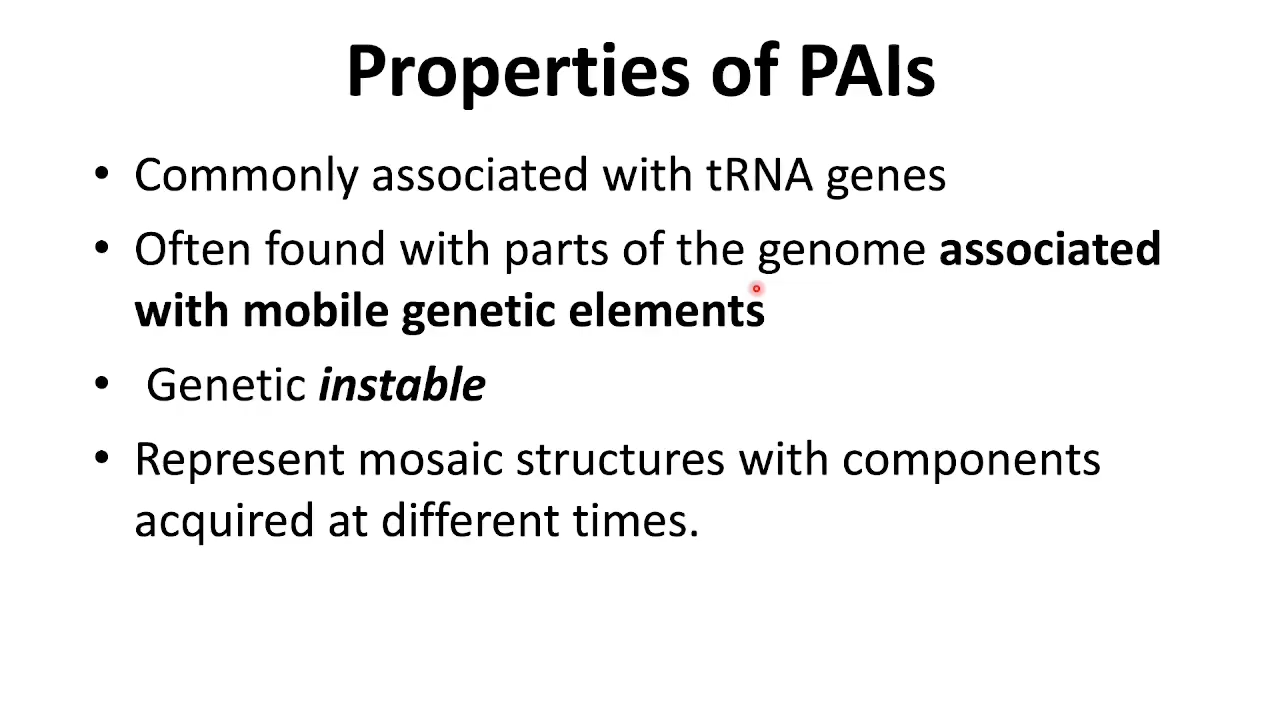 Properties of PAIs
• Commonly associated with tRNA genes
• Often found with parts of the genome associated
with mobile genetic elements
• Genetic instable
• Represent mosaic structures with components
acquired at different times.